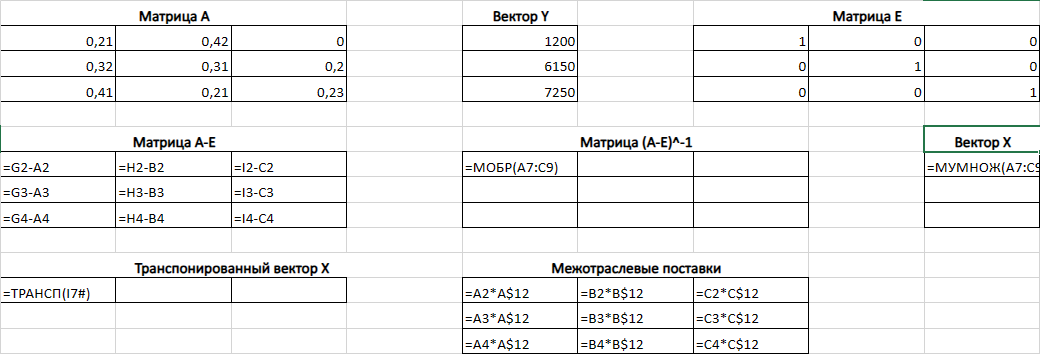 Матрица А Вектор Y Матрица Е
0,21 0,42 0 1200 1 0 0
0,32 0,31 0,2 6150 0 1 0
0,41 0,21 0,23 7250 0 0 1
Матрица А-Е Матрица (А-Е)^-1 Вектор X
=G2-A2 =H2-B2 =I2-C2 =МОБР(A7:C9) =МУМНОЖ(A7:C9
=G3-A3 =H3-B3 =I3-C3
=G4-A4 =H4-B4 =I4-C4
Транспонированный вектор X Межотраслевые поставки
=ТРАНСП(I7#) =A2*A$12 =B2*B$12 =C2*C$12
=A3*A$12 =B3*B$12 =C3*C$12
=A4*A$12 =B4*B$12 =C4*C$12